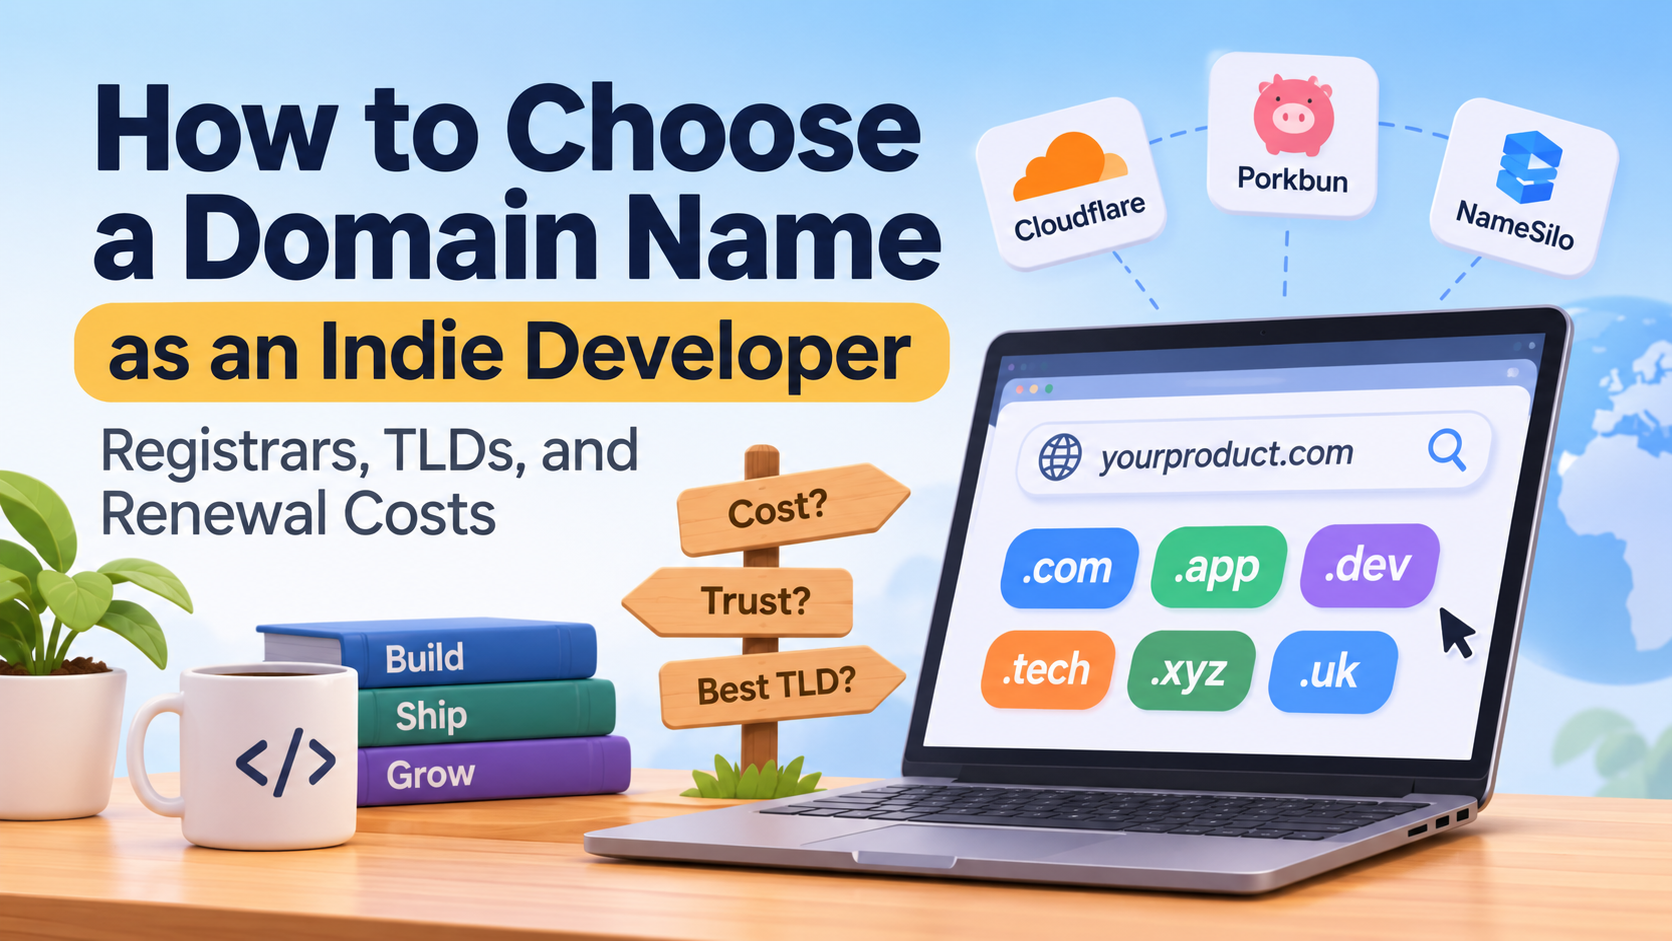 How to Choose
a Domain Name
as an Indie Developer
Registrars, TLDs, and
Renewal Costs
Cloudflare
Porkbun
NameSilo
yourproduct.com
.com
.app
.dev
.tech
.xyz
.uk
Cost?
Trust?
Best TLD?
Build
Ship
Grow
</>